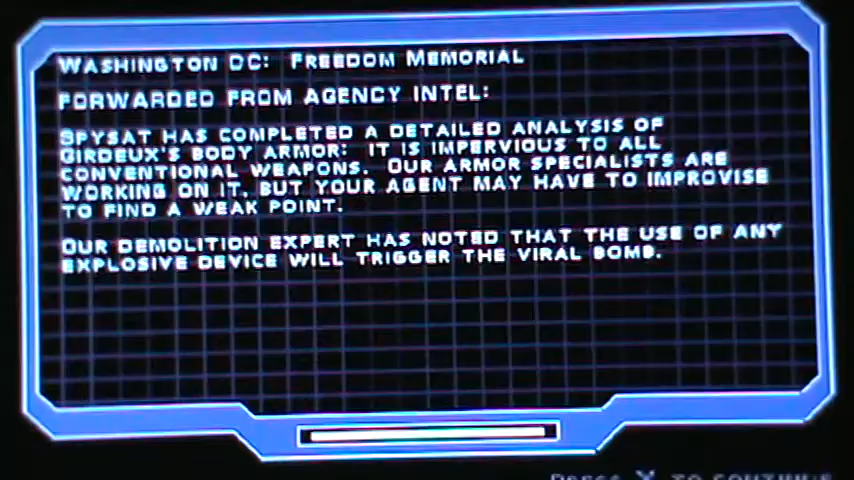 WASHINGTON DC: FREEDOM MEMORIAL
FORWARDED FROM AGENCY INTEL:
SPYSAT HAS COMPLETED A DETAILED ANALYSIS OF
GIRDEUX'S BODY ARMOR: IT IS IMPERVIOUS TO ALL
CONVENTIONAL WEAPONS. OUR ARMOR SPECIALISTS ARE
WORKING ON IT, BUT YOUR AGENT MAY HAVE TO IMPROVISE
TO FIND A WEAK POINT.
OUR DEMOLITION EXPERT HAS NOTED THAT THE USE OF ANY
EXPLOSIVE DEVICE WILL TRIGGER THE VIRAL BOMB.
PRESS X TO CONTINUE